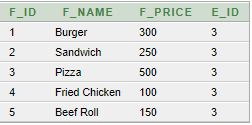 F_ID F_NAME F_PRICE E_ID
1 Burger 300 3
2 Sandwich 250 3
3 Pizza 500 3
4 Fried Chicken 100 3
5 Beef Roll 150 3